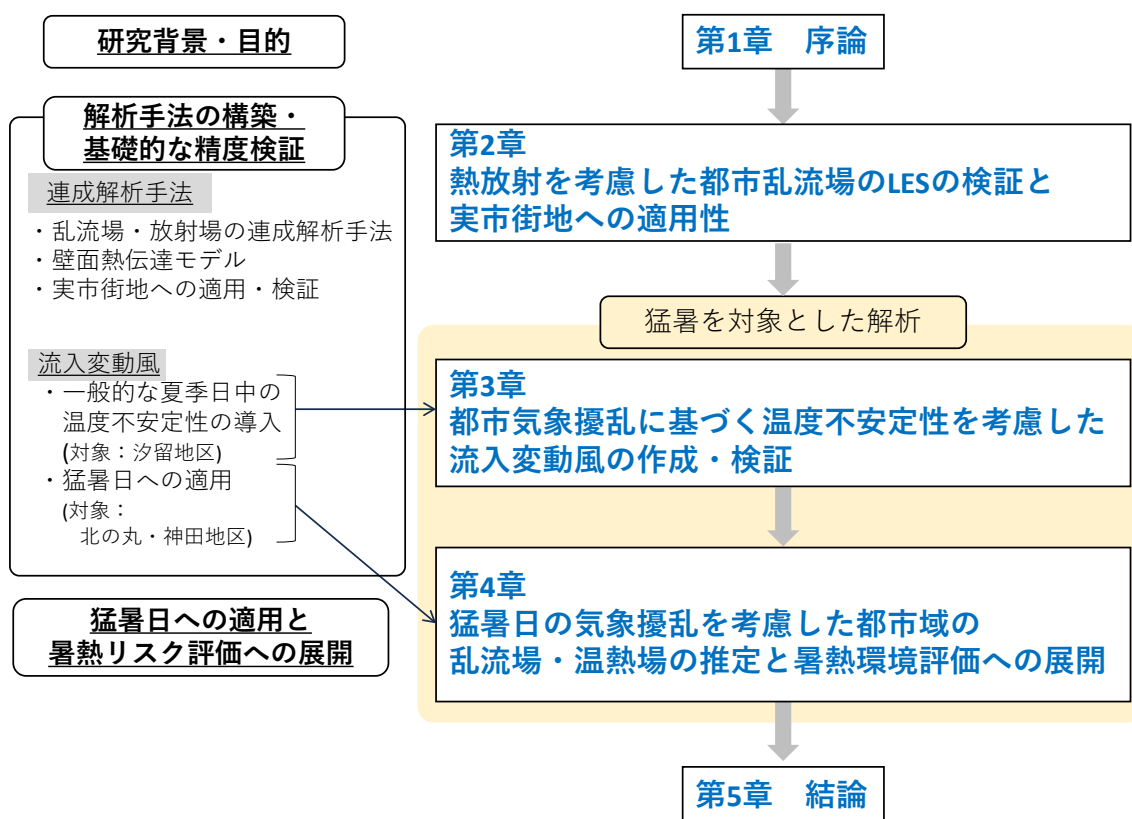 研究背景・目的
解析手法の構築・
基礎的な精度検証
連成解析手法
・乱流場・放射場の連成解析手法
・壁面熱伝達モデル
・実市街地への適用・検証
流入変動風
・一般的な夏季日中の
温度不安定性の導入
(対象：汐留地区)
・猛暑日への適用
(対象：
北の丸・神田地区)
猛暑日への適用と
暑熱リスク評価への展開
第1章　序論
第2章
熱放射を考慮した都市乱流場のLESの検証と
実市街地への適用性
猛暑を対象とした解析
第3章
都市気象擾乱に基づく温度不安定性を考慮した
流入変動風の作成・検証
第4章
猛暑日の気象擾乱を考慮した都市域の
乱流場・温熱場の推定と暑熱環境評価への展開
第5章　結論